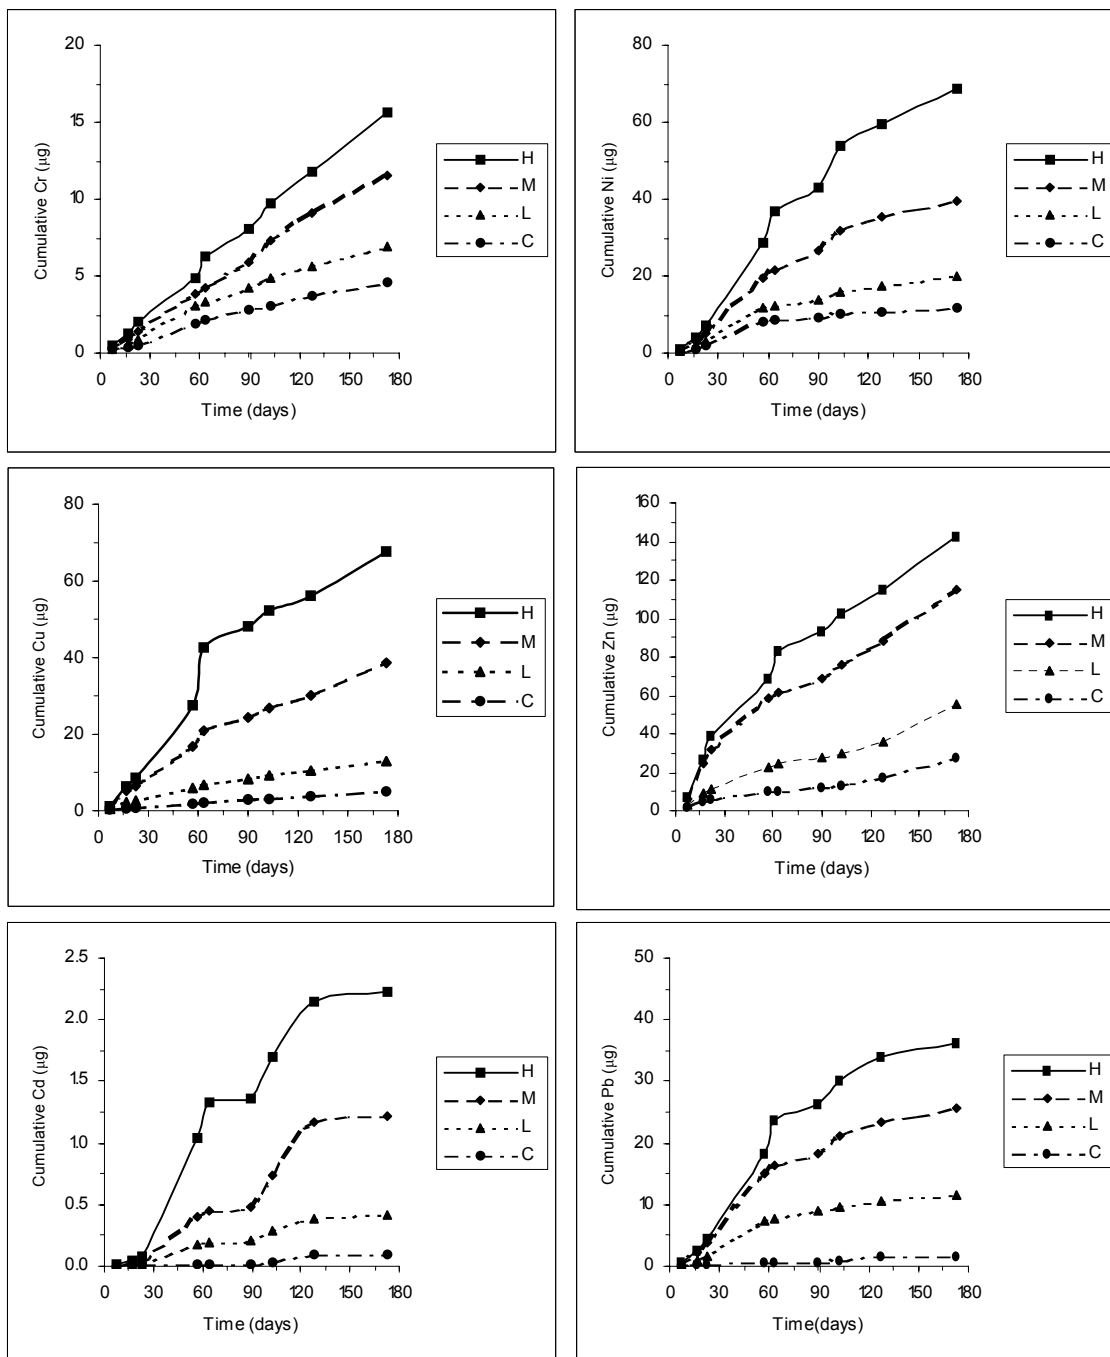 20
15
10
5
0
Cumulative Cr (µg)
0 30 60 90 120 150 180
Time (days)
H
M
L
C
80
60
40
20
0
Cumulative Ni (µg)
0 30 60 90 120 150 180
Time (days)
H
M
L
C
80
60
40
20
0
Cumulative Cu (µg)
0 30 60 90 120 150 180
Time (days)
H
M
L
C
160
140
120
100
80
60
40
20
0
Cumulative Zn (µg)
0 30 60 90 120 150 180
Time (days)
H
M
L
C
2.5
2.0
1.5
1.0
0.5
0.0
Cumulative Cd (µg)
0 30 60 90 120 150 180
Time (days)
H
M
L
C
50
40
30
20
10
0
Cumulative Pb (µg)
0 30 60 90 120 150 180
Time(days)
H
M
L
C